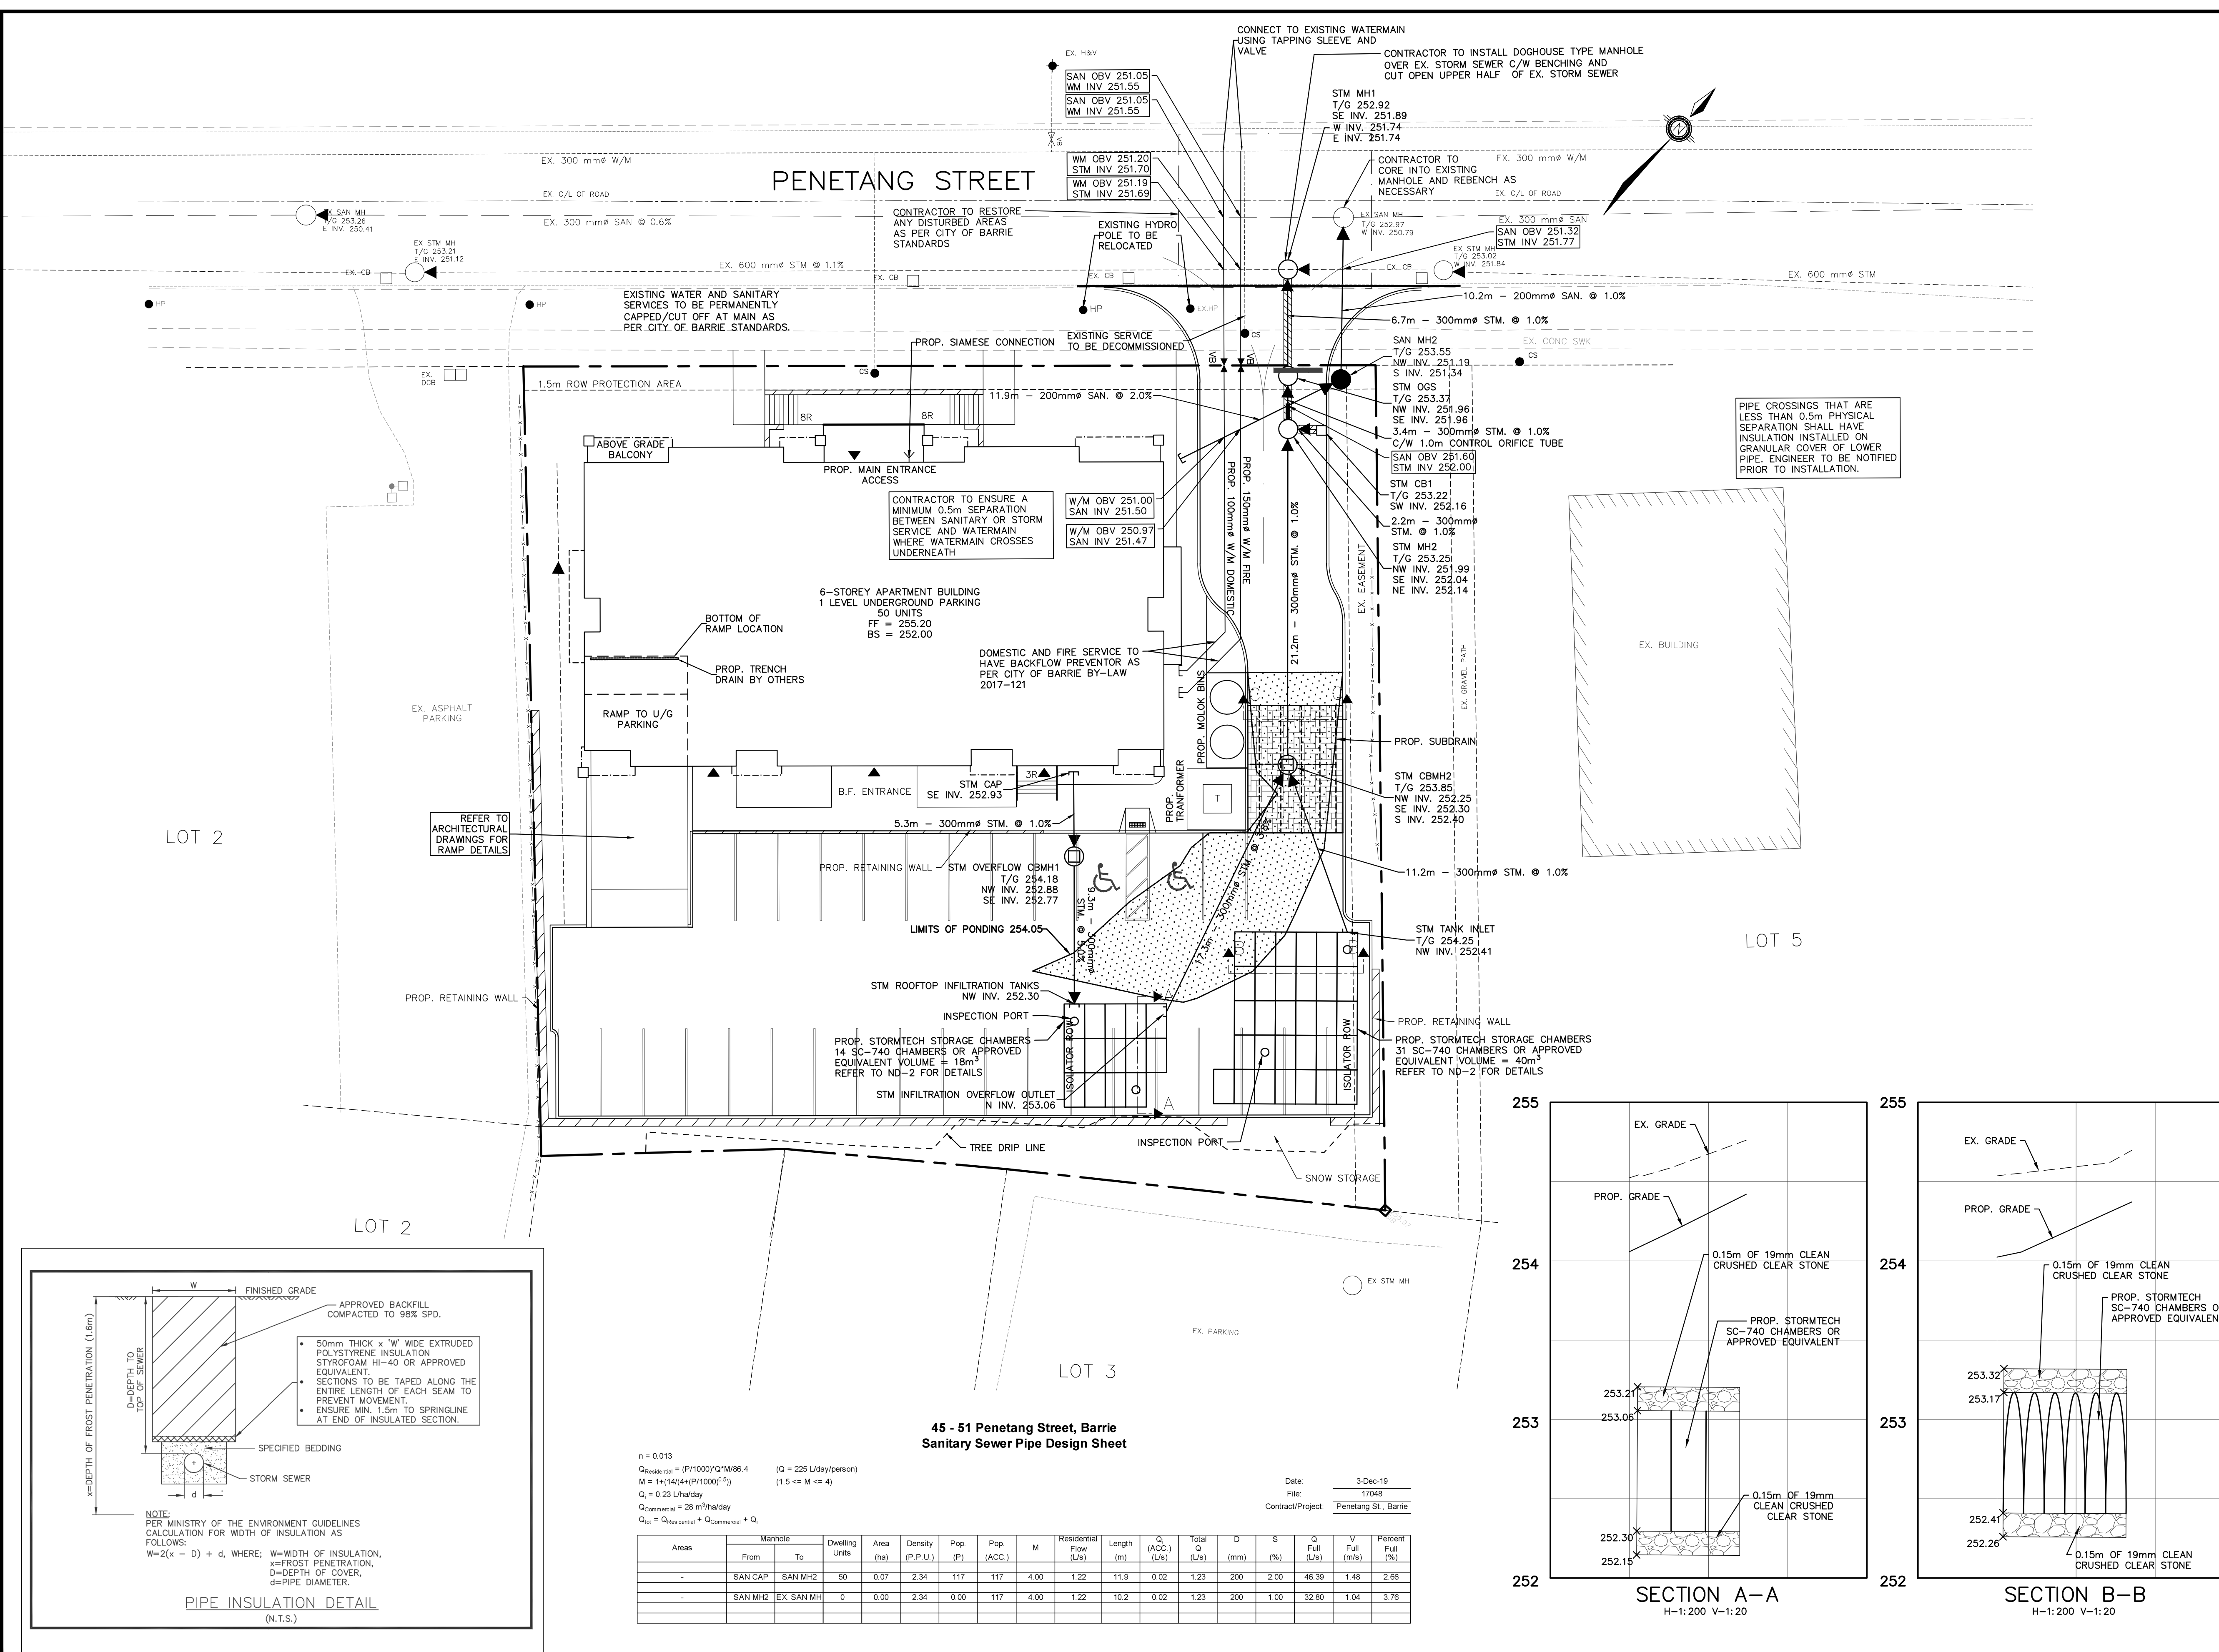 CONNECT TO EXISTING WATERMAIN
USING TAPPING SLEEVE AND
VALVE
CONTRACTOR TO INSTALL DOGHOUSE TYPE MANHOLE
OVER EX. STORM SEWER C/W BENCHING AND
CUT OPEN UPPER HALF OF EX. STORM SEWER
EX. H&V
SAN OBV 251.05
WM INV 251.55
SAN OBV 251.05
WM INV 251.55
STM MH1
T/G 252.92
SE INV. 251.89
W INV. 251.74
E INV. 251.74
VB
N
EX. 300 mmø W/M
PENETANG STREET
WM OBV 251.20
STM INV 251.70
WM OBV 251.19
STM INV 251.69
CONTRACTOR TO
CORE INTO EXISTING
MANHOLE AND REBENCH AS
NECESSARY
EX. 300 mmø W/M
EX. C/L OF ROAD
EX. C/L OF ROAD
EX SAN MH
T/G 253.26
E INV. 250.41
EX. 300 mmø SAN @ 0.6%
CONTRACTOR TO RESTORE
ANY DISTURBED AREAS
AS PER CITY OF BARRIE
STANDARDS
EXISTING HYDRO
POLE TO BE
RELOCATED
EX SAN MH
T/G 252.97
W INV. 250.79
EX. 300 mmø SAN
SAN OBV 251.32
STM INV 251.77
EX STM MH
T/G 253.21
E INV. 251.12
EX STM MH
T/G 253.02
W INV. 251.84
EX. CB
EX. 600 mmø STM @ 1.1%
EX. CB
EX. CB
EX. CB
EX. 600 mmø STM
HP
HP
HP
EX.HP
EXISTING WATER AND SANITARY
SERVICES TO BE PERMANENTLY
CAPPED/CUT OFF AT MAIN AS
PER CITY OF BARRIE STANDARDS.
10.2m - 200mmø SAN. @ 1.0%
6.7m - 300mmø STM. @ 1.0%
PROP. SIAMESE CONNECTION
EXISTING SERVICE
TO BE DECOMMISSIONED
CS
VB
VB
EX. CONC SWK
CS
CS
SAN MH2
T/G 253.55
NW INV. 251.19
S INV. 251.34
EX.
DCB
1.5m ROW PROTECTION AREA
11.9m - 200mmø SAN. @ 2.0%
STM OGS
T/G 253.37
NW INV. 251.96
SE INV. 251.96
3.4m - 300mmø STM. @ 1.0%
C/W 1.0m CONTROL ORIFICE TUBE
SAN OBV 251.60
STM INV 252.00
PIPE CROSSINGS THAT ARE
LESS THAN 0.5m PHYSICAL
SEPARATION SHALL HAVE
INSULATION INSTALLED ON
GRANULAR COVER OF LOWER
PIPE. ENGINEER TO BE NOTIFIED
PRIOR TO INSTALLATION.
8R
8R
ABOVE GRADE
BALCONY
PROP. MAIN ENTRANCE
ACCESS
STM CB1
T/G 253.22
SW INV. 252.16
2.2m - 300mmø
STM. @ 1.0%
STM MH2
T/G 253.25
NW INV. 251.99
SE INV. 252.04
NE INV. 252.14
CONTRACTOR TO ENSURE A
MINIMUM 0.5m SEPARATION
BETWEEN SANITARY OR STORM
SERVICE AND WATERMAIN
WHERE WATERMAIN CROSSES
UNDERNEATH
W/M OBV 251.00
SAN INV 251.50
W/M OBV 250.97
SAN INV 251.47
PROP. 100mmø W/M DOMESTIC
PROP. 150mmø W/M FIRE
21.2m - 300mmø STM. @ 1.0%
EX. EASEMENT
EX. GRAVEL PATH
EX. BUILDING
6-STOREY APARTMENT BUILDING
1 LEVEL UNDERGROUND PARKING
50 UNITS
FF = 255.20
BS = 252.00
BOTTOM OF
RAMP LOCATION
PROP. TRENCH
DRAIN BY OTHERS
RAMP TO U/G
PARKING
DOMESTIC AND FIRE SERVICE TO
HAVE BACKFLOW PREVENTOR AS
PER CITY OF BARRIE BY-LAW
2017-121
EX. ASPHALT
PARKING
PROP. MOLOK BINS
PROP. SUBDRAIN
STM CAP
SE INV. 252.93
3R
B.F. ENTRANCE
PROP.
TRANFORMER
T
STM CBMH2
T/G 253.85
NW INV. 252.25
SE INV. 252.30
S INV. 252.40
LOT 2
REFER TO
ARCHITECTURAL
DRAWINGS FOR
RAMP DETAILS
5.3m - 300mmø STM. @ 1.0%
PROP. RETAINING WALL
STM OVERFLOW CBMH1
T/G 254.18
NW INV. 252.88
SE INV. 252.77
11.2m - 300mmø STM. @ 1.0%
9.3m - 300mmø
STM. @ 5.0%
17.3m - 300mmø STM. @ 3.8%
LIMITS OF PONDING 254.05
STM TANK INLET
T/G 254.25
NW INV. 252.41
LOT 5
PROP. RETAINING WALL
STM ROOFTOP INFILTRATION TANKS
NW INV. 252.30
INSPECTION PORT
A
PROP. STORMTECH STORAGE CHAMBERS
14 SC-740 CHAMBERS OR APPROVED
EQUIVALENT VOLUME = 18m3
REFER TO ND-2 FOR DETAILS
ISOLATOR ROW
ISOLATOR ROW
PROP. RETAINING WALL
PROP. STORMTECH STORAGE CHAMBERS
31 SC-740 CHAMBERS OR APPROVED
EQUIVALENT VOLUME = 40m3
REFER TO ND-2 FOR DETAILS
STM INFILTRATION OVERFLOW OUTLET
N INV. 253.06
A
TREE DRIP LINE
INSPECTION PORT
SNOW STORAGE
LOT 2
EX STM MH
EX. PARKING
LOT 3
W
FINISHED GRADE
APPROVED BACKFILL
COMPACTED TO 98% SPD.
• 50mm THICK x 'W' WIDE EXTRUDED
POLYSTYRENE INSULATION
STYROFOAM HI-40 OR APPROVED
EQUIVALENT.
• SECTIONS TO BE TAPED ALONG THE
ENTIRE LENGTH OF EACH SEAM TO
PREVENT MOVEMENT.
• ENSURE MIN. 1.5m TO SPRINGLINE
AT END OF INSULATED SECTION.
x=DEPTH OF FROST PENETRATION (1.6m)
D=DEPTH TO
TOP OF SEWER
SPECIFIED BEDDING
STORM SEWER
d
NOTE:
PER MINISTRY OF THE ENVIRONMENT GUIDELINES
CALCULATION FOR WIDTH OF INSULATION AS
FOLLOWS:
W=2(x - D) + d, WHERE; W=WIDTH OF INSULATION,
x=FROST PENETRATION,
D=DEPTH OF COVER,
d=PIPE DIAMETER.
PIPE INSULATION DETAIL
(N.T.S.)
45 - 51 Penetang Street, Barrie
Sanitary Sewer Pipe Design Sheet
n = 0.013
QResidential = (P/1000)*Q*M/86.4 (Q = 225 L/day/person)
M = 1+(14/(4+(P/1000)^0.5)) (1.5 <= M <= 4)
Qi = 0.23 L/ha/day
QCommercial = 28 m3/ha/day
Qtot = QResidential + QCommercial + Qi
Date: 3-Dec-19
File: 17048
Contract/Project: Penetang St., Barrie
Areas Manhole From To Dwelling Units Area (ha) Density (P.P.U.) Pop. (P) Pop. (ACC.) M Residential Flow (L/s) Length (m) Qi (ACC.) (L/s) Total Q (L/s) D (mm) S (%) Q Full (L/s) V Full (m/s) Percent Full (%)
- SAN CAP SAN MH2 50 0.07 2.34 117 117 4.00 1.22 11.9 0.02 1.23 200 2.00 46.39 1.48 2.66
- SAN MH2 EX. SAN MH 0 0.00 2.34 0.00 117 4.00 1.22 10.2 0.02 1.23 200 1.00 32.80 1.04 3.76
255
254
253
252
EX. GRADE
PROP. GRADE
0.15m OF 19mm CLEAN
CRUSHED CLEAR STONE
PROP. STORMTECH
SC-740 CHAMBERS OR
APPROVED EQUIVALENT
253.21
253.06
0.15m OF 19mm
CLEAN CRUSHED
CLEAR STONE
252.30
252.15
SECTION A-A
H-1:200 V-1:20
255
254
253
252
EX. GRADE
PROP. GRADE
0.15m OF 19mm CLEAN
CRUSHED CLEAR STONE
PROP. STORMTECH
SC-740 CHAMBERS
APPROVED
253.32
253.17
252.41
252.26
0.15m OF 19mm CLEAN
CRUSHED CLEAR STONE
SECTION B-B
H-1:200 V-1:20